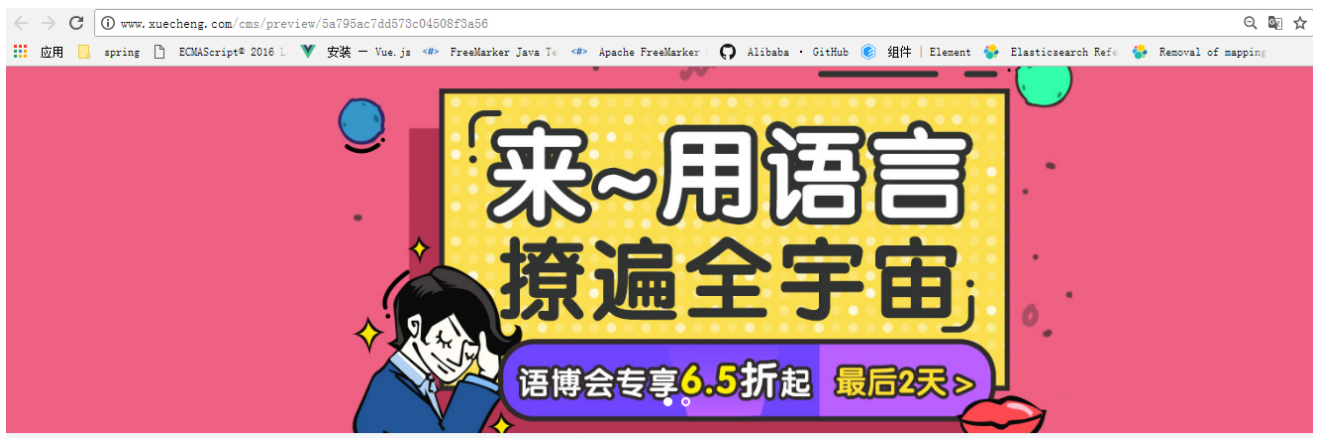 www.xuecheng.com/cms/preview/5a795ac7dd573c04508f3a56
应用 spring ECMAScript® 2016 L 安装 — Vue.js FreeMarker Java Te Apache FreeMarker Alibaba · GitHub 组件 | Element Elasticsearch Refe Removal of mapping
来~用语言
撩遍全宇宙
语博会专享6.5折起 最后2天>